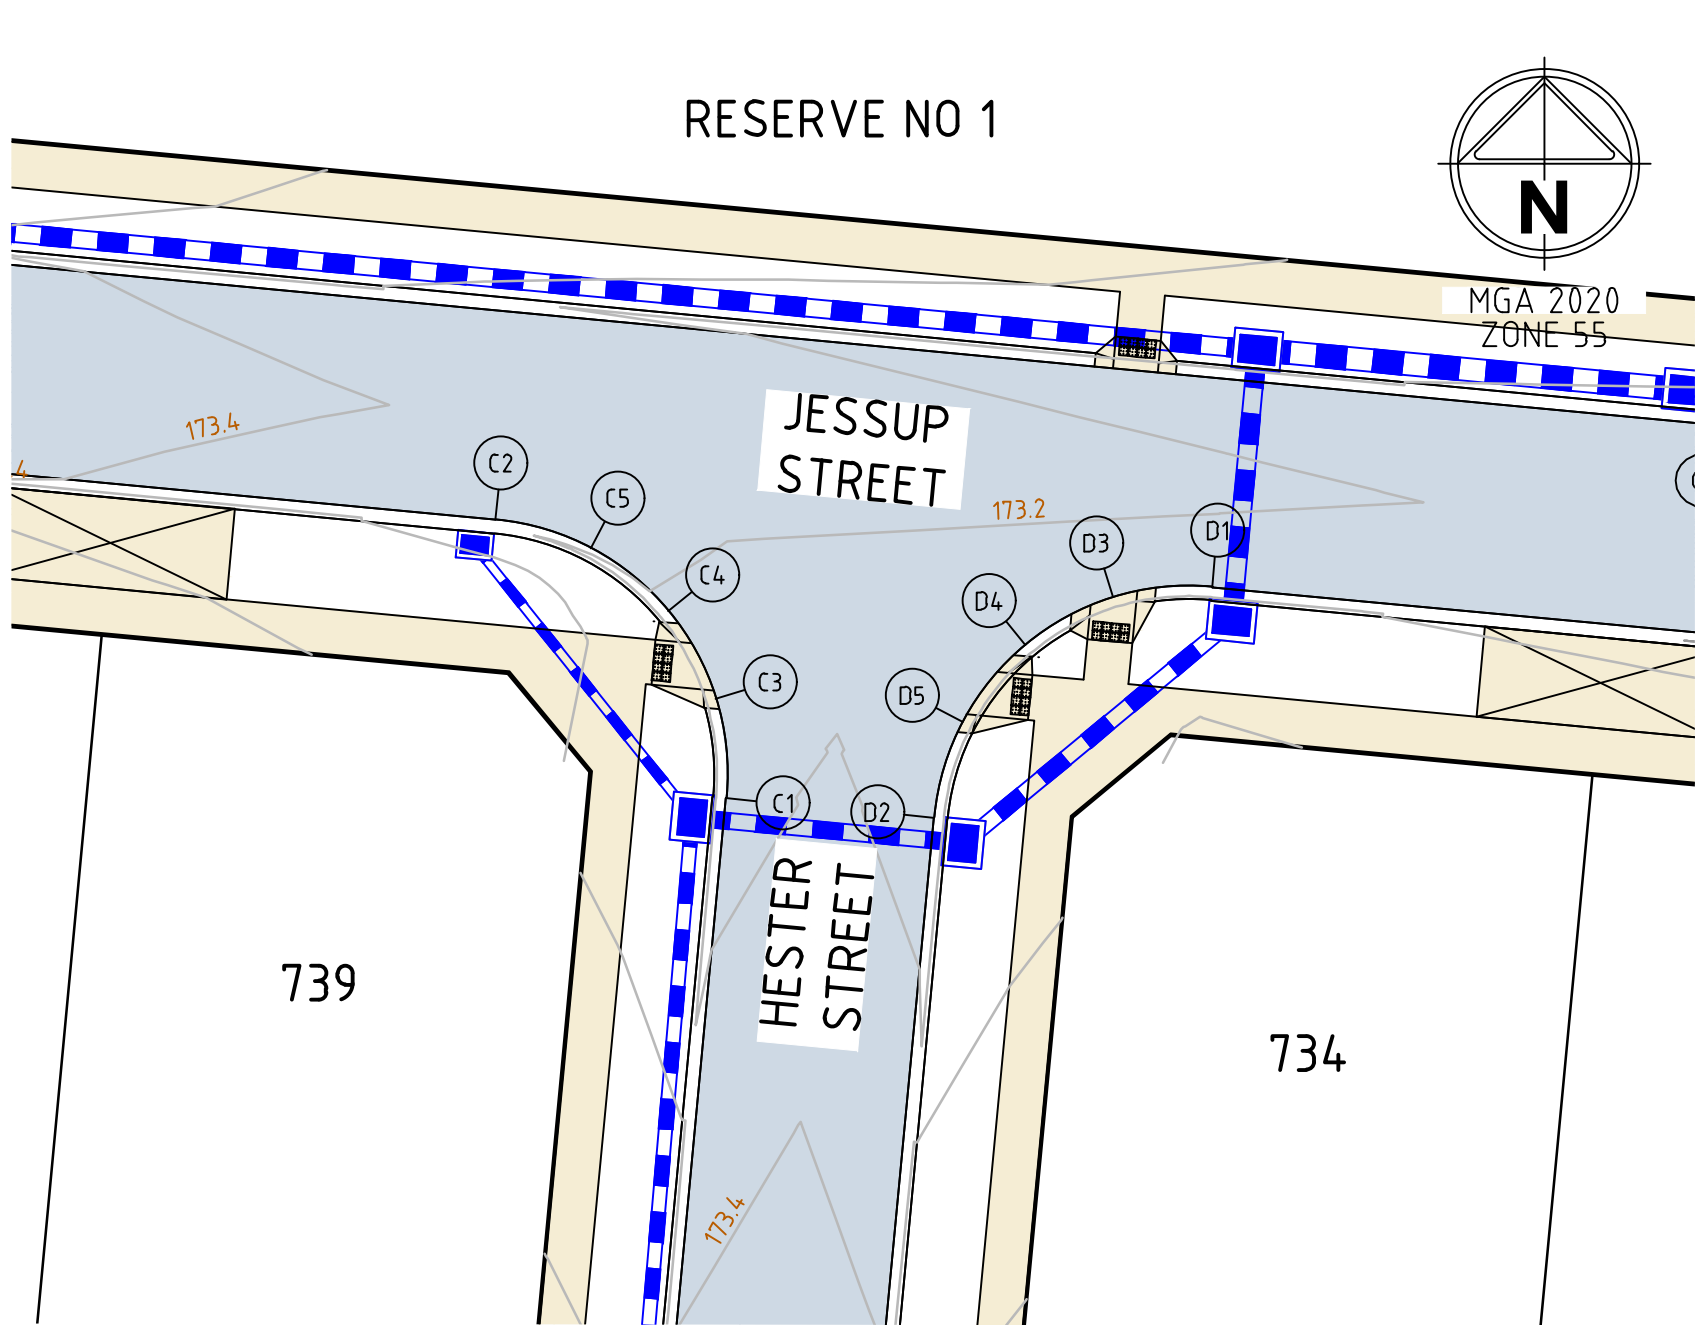 RESERVE NO 1
N
MGA 2020
ZONE 55
JESSUP
STREET
173.4
4
C2
C5
C4
C3
C1
173.2
D1
D3
D4
D5
D2
HESTER
STREET
739
734
173.4